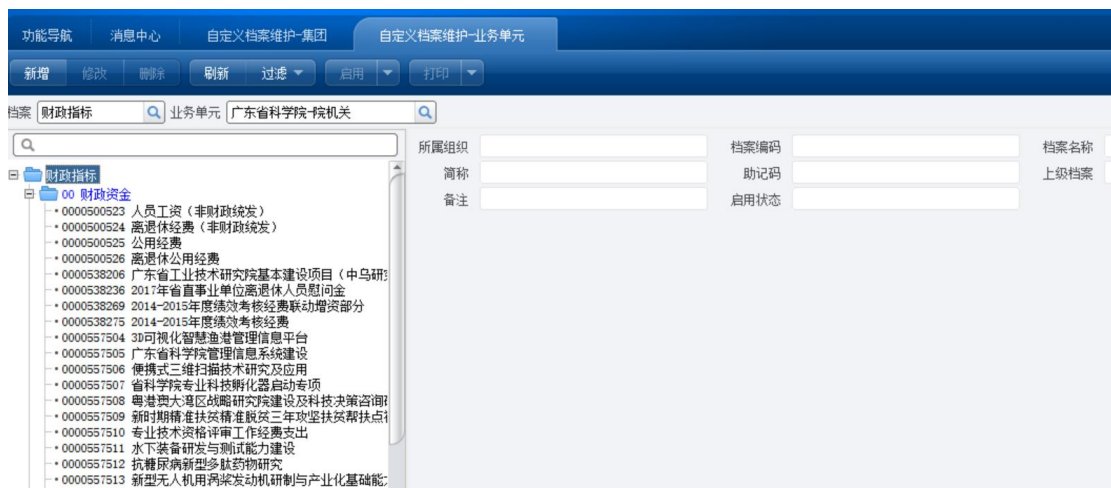 功能导航 消息中心 自定义档案维护-集团 自定义档案维护-业务单元
新增 修改 删除 刷新 过滤 启用 打印
档案 财政指标 业务单元 广东省科学院-院机关
所属组织 档案编码 档案名称
财政指标 简称 助记码 上级档案
00 财政资金 备注 启用状态
0000500523 人员工资（非财政统发）
0000500524 离退休经费（非财政统发）
0000500525 公用经费
0000500526 离退休公用经费
0000538206 广东省工业技术研究院基本建设项目（中乌研
0000538236 2017年省直事业单位离退休人员慰问金
0000538269 2014-2015年度绩效考核经费联动增资部分
0000538275 2014-2015年度绩效考核经费
0000557504 3D可视化智慧渔港管理信息平台
0000557505 广东省科学院管理信息系统建设
0000557506 便携式三维扫描技术研究及应用
0000557507 省科学院专业科技孵化器启动专项
0000557508 粤港澳大湾区战略研究院建设及科技决策咨询
0000557509 新时期精准扶贫精准脱贫三年攻坚扶贫帮扶点
0000557510 专业技术资格评审工作经费支出
0000557511 水下装备研发与测试能力建设
0000557512 抗糖尿病新型多肽药物研究
0000557513 新型无人机用涡桨发动机研制与产业化基础能